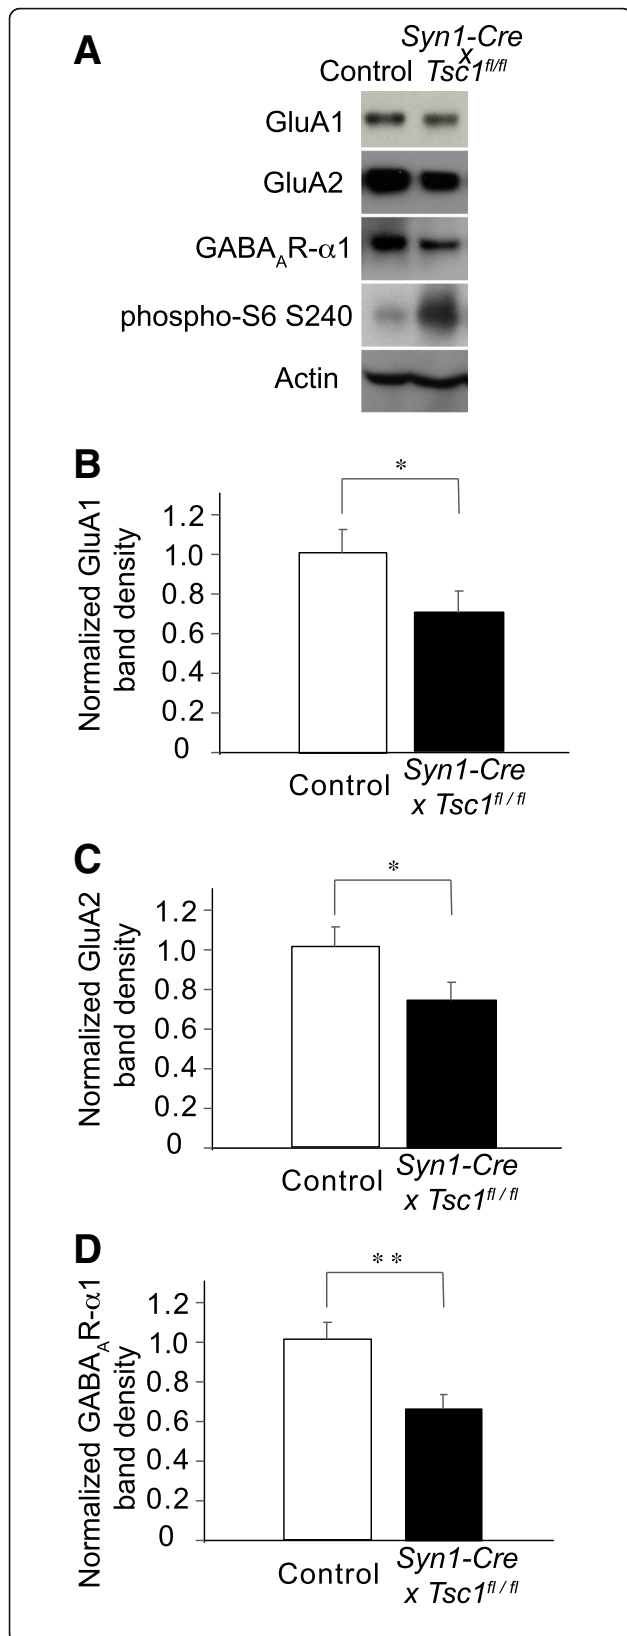 A
Syn1-Cre
x
Control Tsc1fl/fl
GluA1
GluA2
GABAAR-α1
phospho-S6 S240
Actin
B
*
Normalized GluA1
band density
1.2
1.0
0.8
0.6
0.4
0.2
0
Control
Syn1-Cre
x Tsc1fl / fl
C
*
Normalized GluA2
band density
1.2
1.0
0.8
0.6
0.4
0.2
0
Control
Syn1-Cre
x Tsc1fl / fl
D
* *
Normalized GABAAR-α1
band density
1.2
1.0
0.8
0.6
0.4
0.2
0
Control
Syn1-Cre
x Tsc1fl / fl